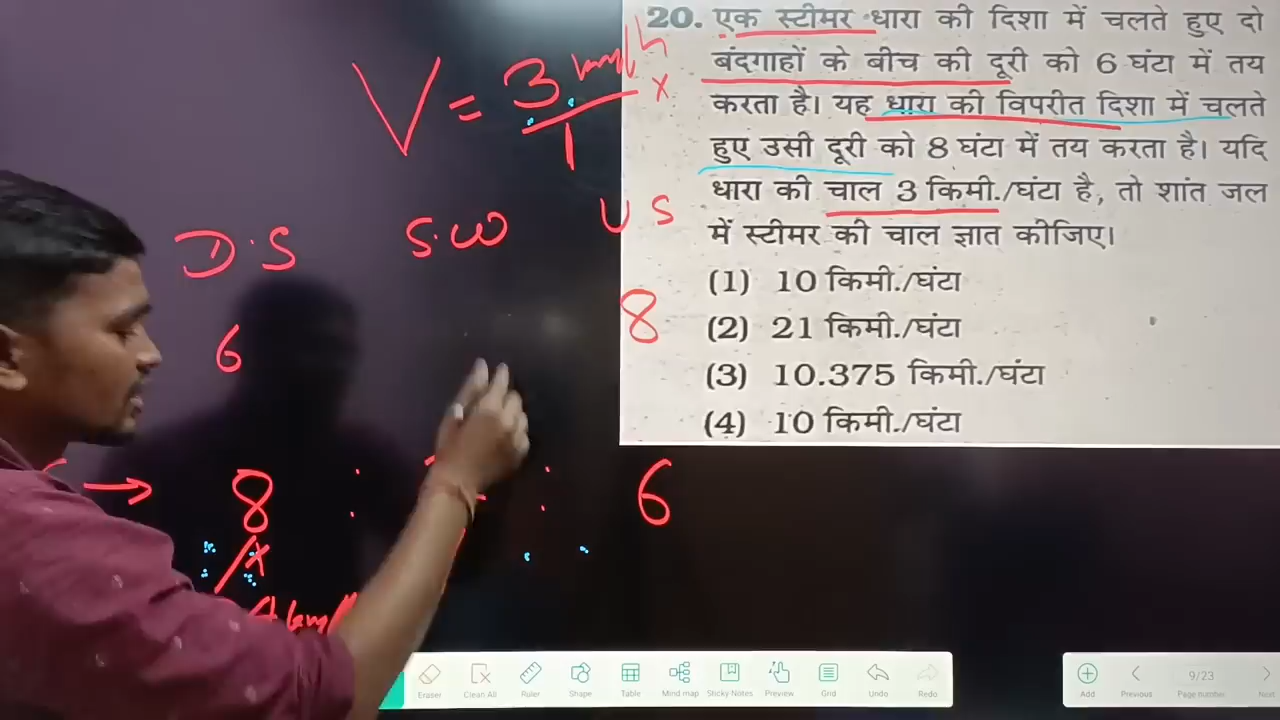 20. एक स्टीमर धारा की दिशा में चलते हुए दो
बंदगाहों के बीच की दूरी को 6 घंटा में तय
करता है। यह धारा की विपरीत दिशा में चलते
हुए उसी दूरी को 8 घंटा में तय करता है। यदि
धारा की चाल 3 किमी./घंटा है, तो शांत जल
में स्टीमर की चाल ज्ञात कीजिए।
(1) 10 किमी./घंटा
(2) 21 किमी./घंटा
(3) 10.375 किमी./घंटा
(4) 10 किमी./घंटा
V = 3
1
x
D.S S.W U S
6 8
→ 8 : : 6
x
Eraser Clean All Ruler Shape Table Mind map Sticky Notes Preview Grid Undo Redo
Add Previous 9/23 Page number Next